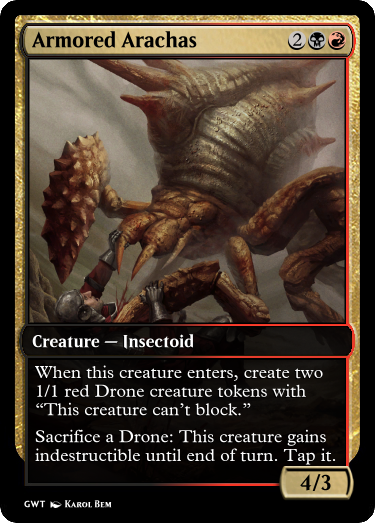 Armored Arachas 2
Creature — Insectoid
When this creature enters, create two
1/1 red Drone creature tokens with
“This creature can’t block.”
Sacrifice a Drone: This creature gains
indestructible until end of turn. Tap it.
4/3
GWT Karol Bem